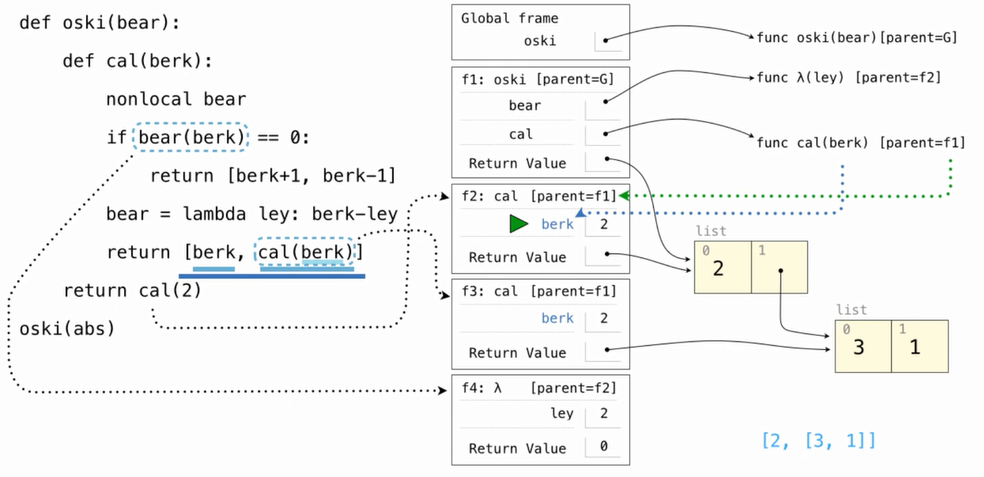 def oski(bear):
def cal(berk):
nonlocal bear
if bear(berk) == 0:
return [berk+1, berk-1]
bear = lambda ley: berk-ley
return [berk, cal(berk)]
return cal(2)
oski(abs)
Global frame
oski
f1: oski [parent=G]
bear
cal
Return Value
f2: cal [parent=f1]
berk 2
Return Value
f3: cal [parent=f1]
berk 2
Return Value
f4: λ [parent=f2]
ley 2
Return Value 0
func oski(bear)[parent=G]
func λ(ley) [parent=f2]
func cal(berk) [parent=f1]
list
0 1
2
list
0 1
3 1
[2, [3, 1]]